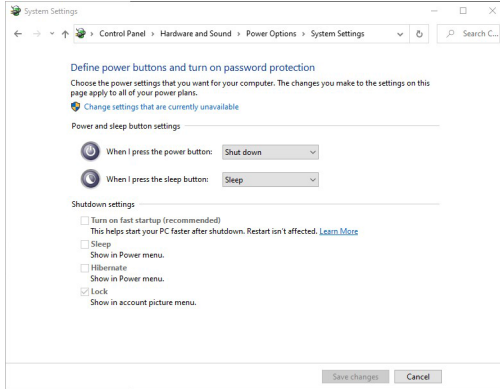 System Settings
Control Panel > Hardware and Sound > Power Options > System Settings
Search C...
Define power buttons and turn on password protection
Choose the power settings that you want for your computer. The changes you make to the settings on this
page apply to all of your power plans.
Change settings that are currently unavailable
Power and sleep button settings
When I press the power button: Shut down
When I press the sleep button: Sleep
Shutdown settings
Turn on fast startup (recommended)
This helps start your PC faster after shutdown. Restart isn't affected. Learn More
Sleep
Show in Power menu.
Hibernate
Show in Power menu.
Lock
Show in account picture menu.
Save changes Cancel